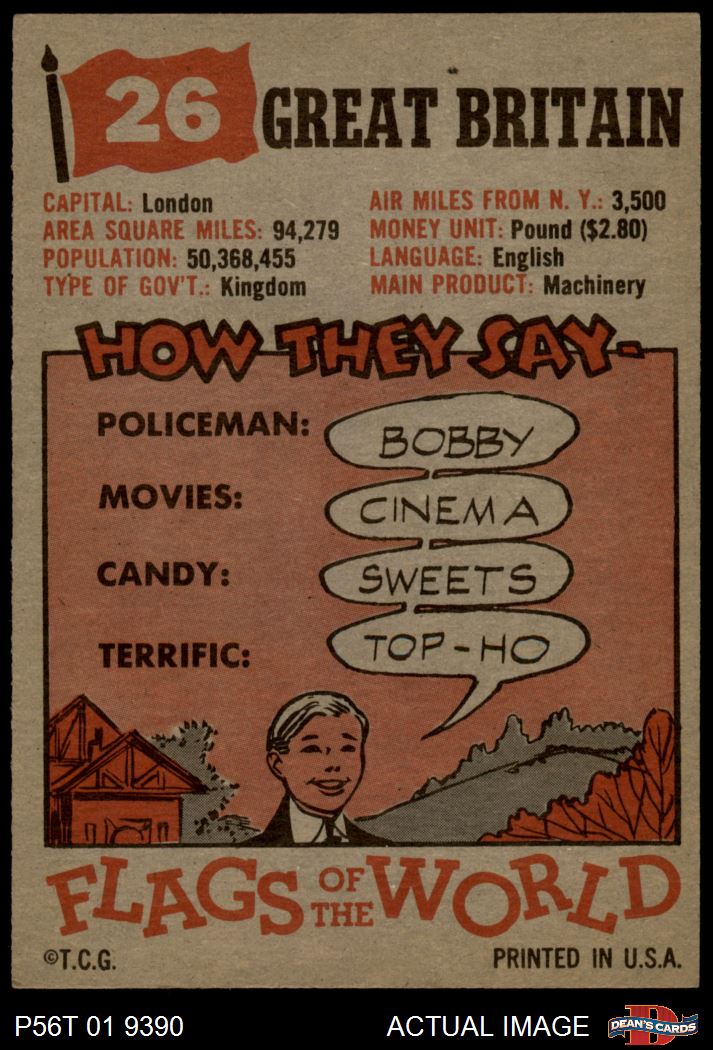 26 GREAT BRITAIN
CAPITAL: London
AREA SQUARE MILES: 94,279
POPULATION: 50,368,455
TYPE OF GOV'T.: Kingdom
AIR MILES FROM N. Y.: 3,500
MONEY UNIT: Pound ($2.80)
LANGUAGE: English
MAIN PRODUCT: Machinery
HOW THEY SAY-
POLICEMAN: BOBBY
MOVIES: CINEMA
CANDY: SWEETS
TERRIFIC: TOP-HO
FLAGS OF THE WORLD
©T.C.G. PRINTED IN U.S.A.
P56T 01 9390 ACTUAL IMAGE D DEAN'S CARDS